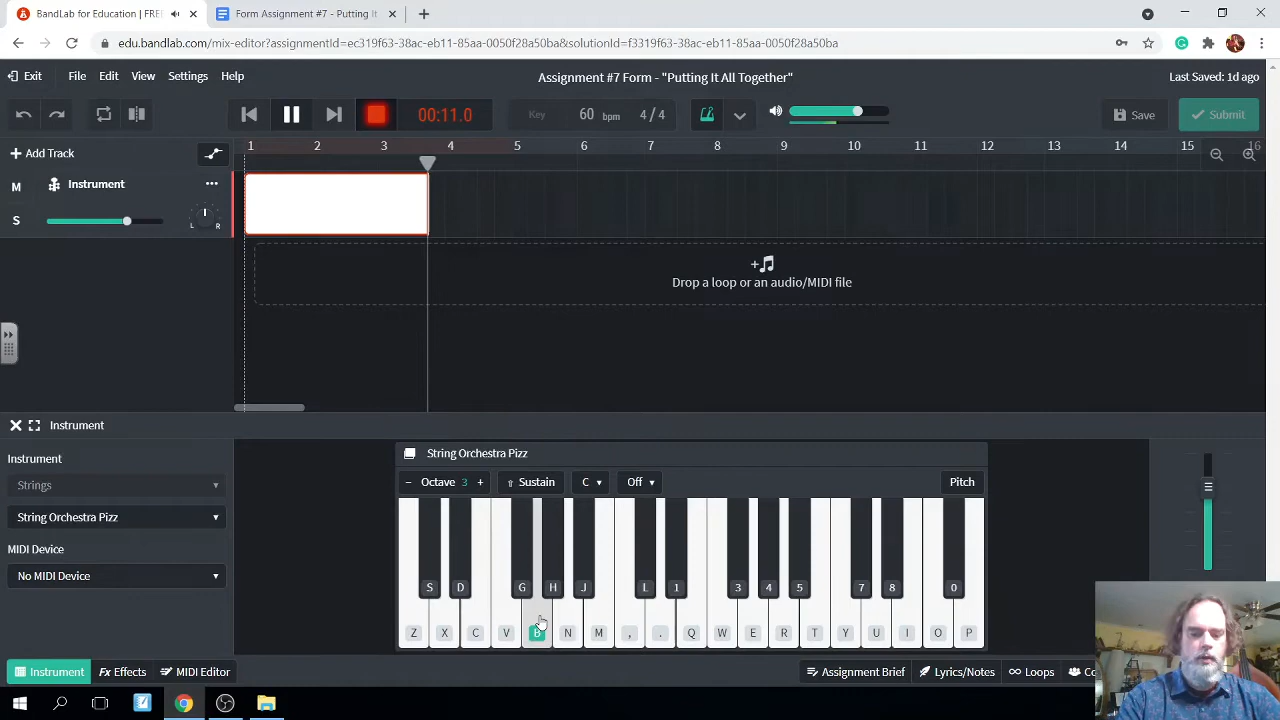 BandLab for Education | FREE
Form Assignment #7 - Putting It
edu.bandlab.com/mix-editor?assignmentId=ec319f63-38ac-eb11-85aa-0050f28a50ba&solutionId=f3319f63-38ac-eb11-85aa-0050f28a50ba
Exit File Edit View Settings Help
Assignment #7 Form - "Putting It All Together"
Last Saved: 1d ago
00:11.0 Key 60 bpm 4 / 4 Save Submit
Add Track
1 2 3 4 5 6 7 8 9 10 11 12 13 14 15 16
M Instrument
S L R
Drop a loop or an audio/MIDI file
Instrument
Instrument
Strings
String Orchestra Pizz
MIDI Device
No MIDI Device
String Orchestra Pizz
− Octave 3 + Sustain C Off Pitch
S D G H J L 1 3 4 5 7 8 0
Z X C V B N M , . Q W E R T Y U I O P
Instrument Fx Effects MIDI Editor
Assignment Brief Lyrics/Notes Loops Co